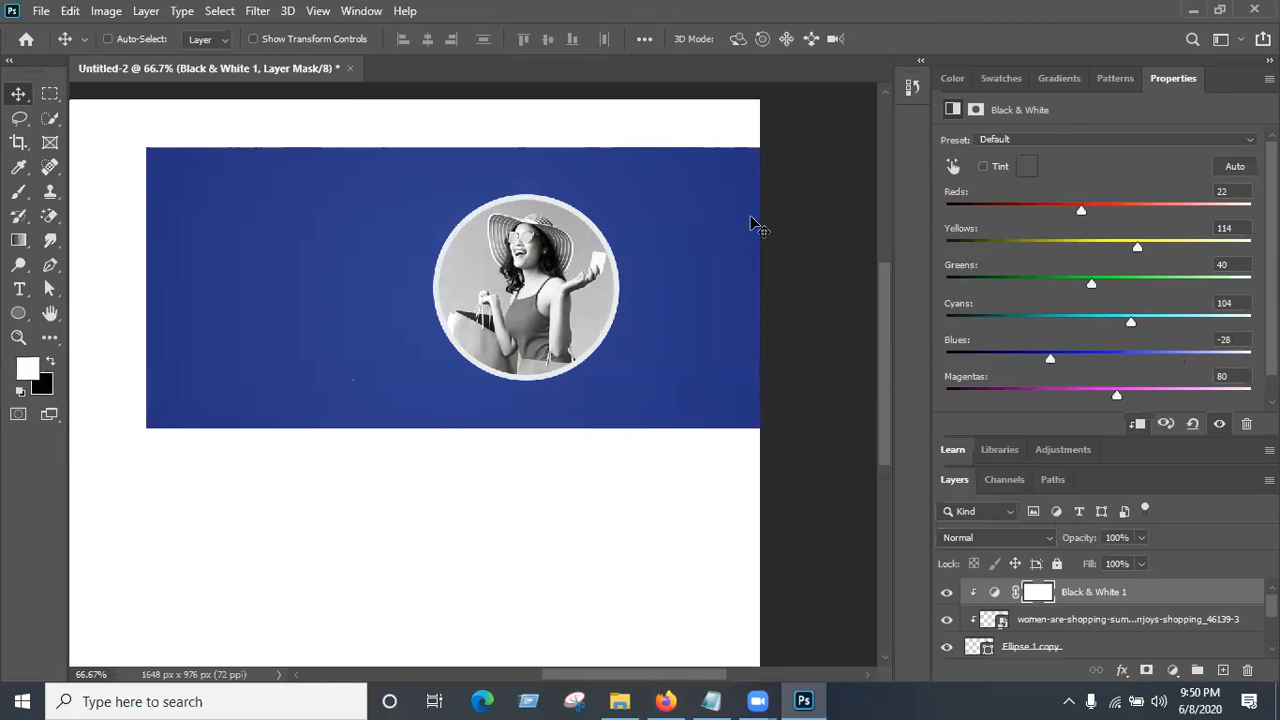 Ps File Edit Image Layer Type Select Filter 3D View Window Help
Auto-Select: Layer Show Transform Controls 3D Mode:
Untitled-2 @ 66.7% (Black & White 1, Layer Mask/8) *
Color Swatches Gradients Patterns Properties
Black & White
Preset: Default
Tint Auto
Reds: 22
Yellows: 114
Greens: 40
Cyans: 104
Blues: -28
Magentas: 80
Learn Libraries Adjustments
Layers Channels Paths
Kind
Normal Opacity: 100%
Lock: Fill: 100%
Black & White 1
women-are-shopping-sum...njoys-shopping_46139-3
Ellipse 1 copy
66.67% 1648 px x 976 px (72 ppi)
Type here to search
Ps
9:50 PM
6/8/2020